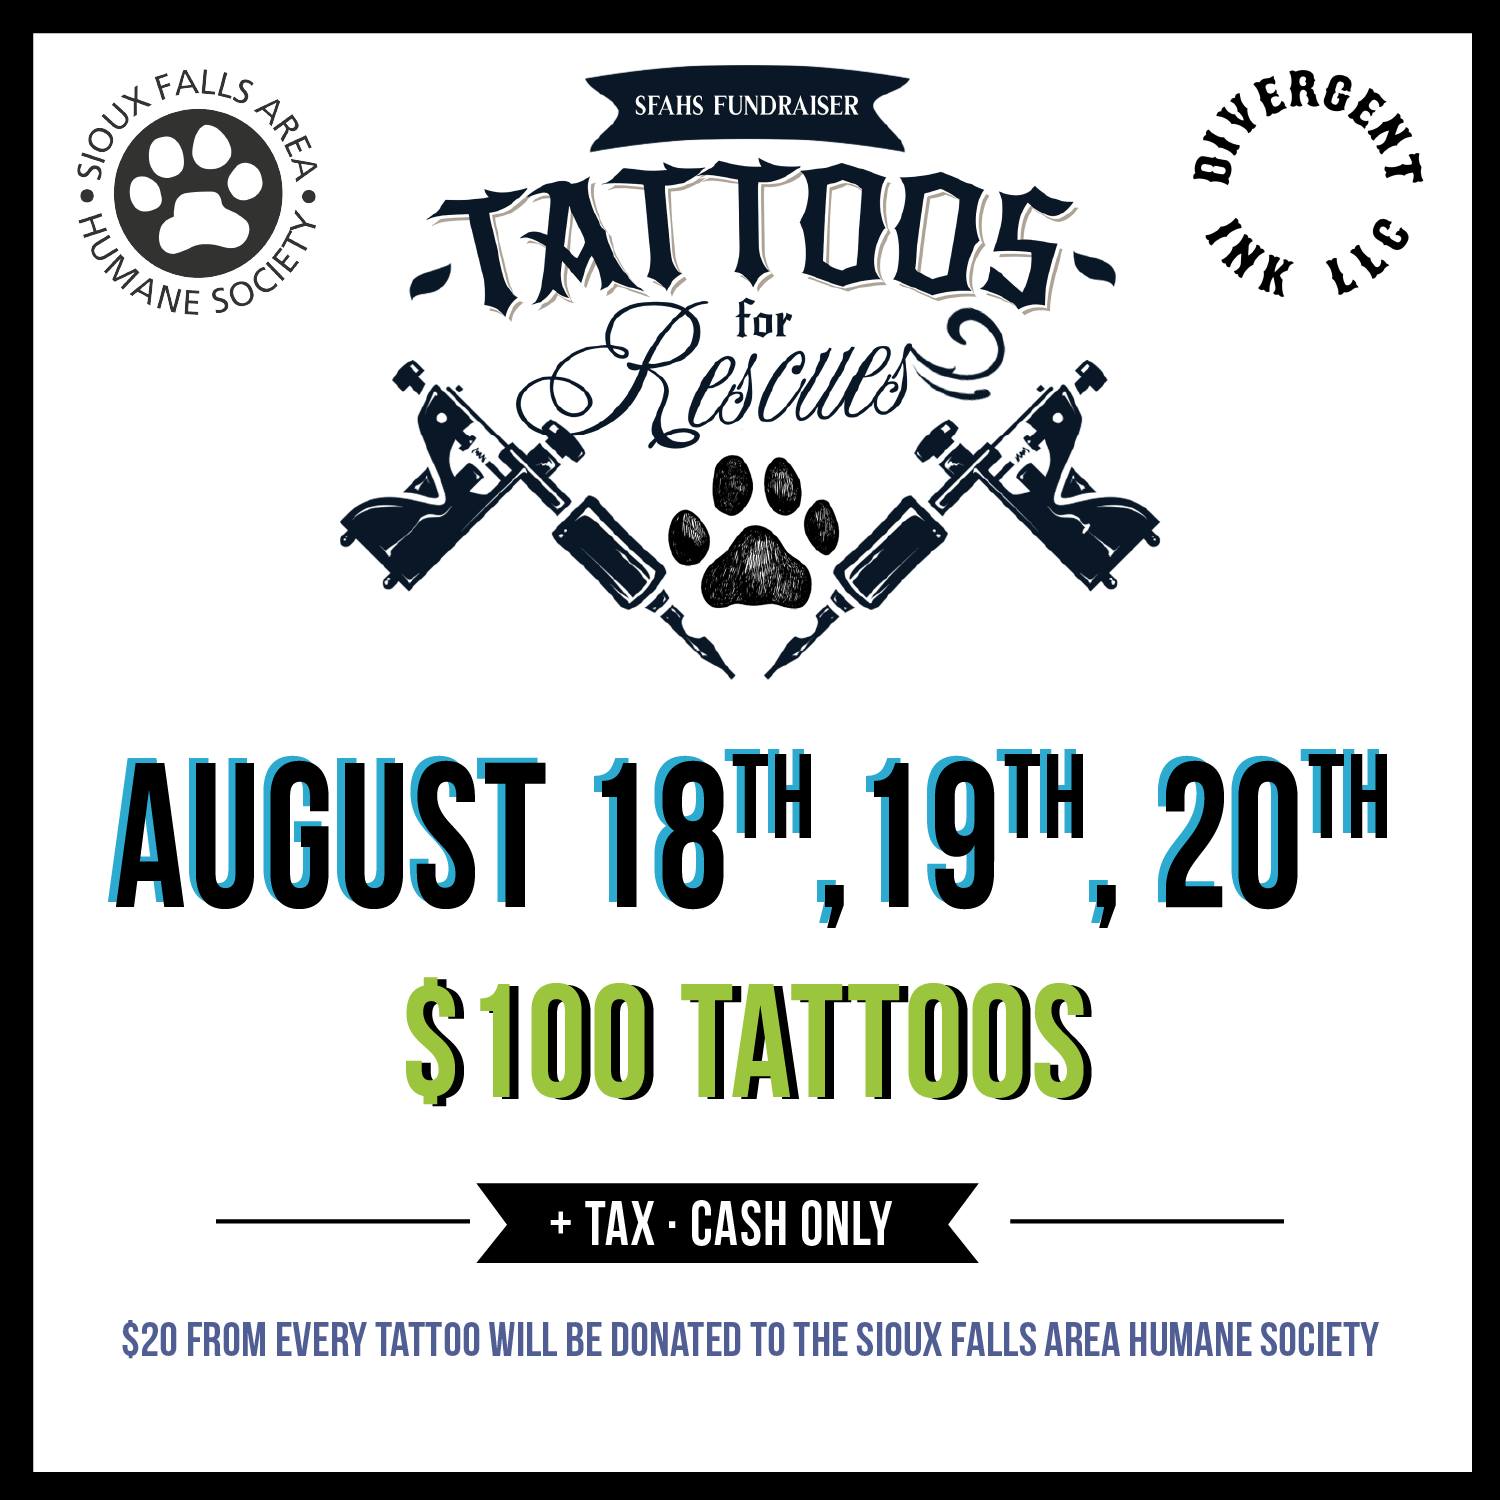 SIOUX FALLS AREA
• HUMANE SOCIETY •
SFAHS FUNDRAISER
DIVERGENT
INK LLC
TATTOOS
for
Rescues
AUGUST 18TH, 19TH, 20TH
$100 TATTOOS
+ TAX · CASH ONLY
$20 FROM EVERY TATTOO WILL BE DONATED TO THE SIOUX FALLS AREA HUMANE SOCIETY